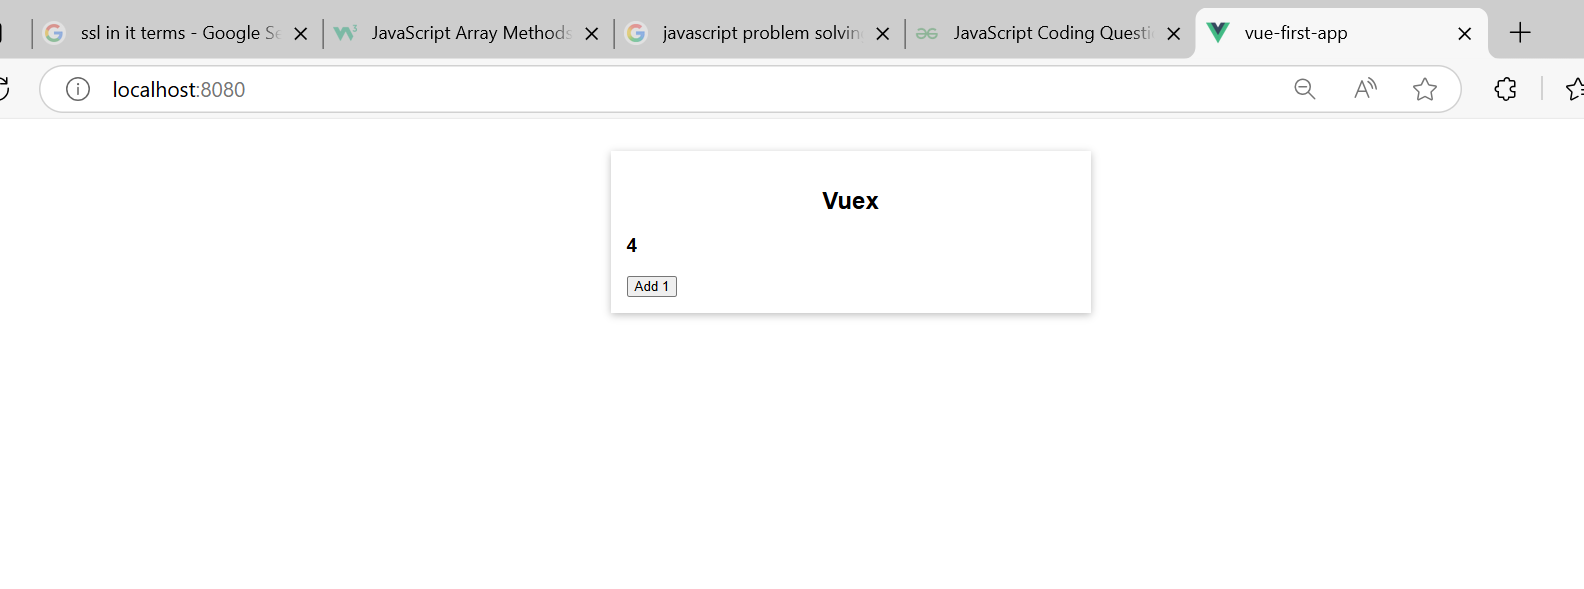 ssl in it terms - Google Se
JavaScript Array Methods
javascript problem solvin
JavaScript Coding Questi
vue-first-app
localhost:8080
Vuex
4
Add 1